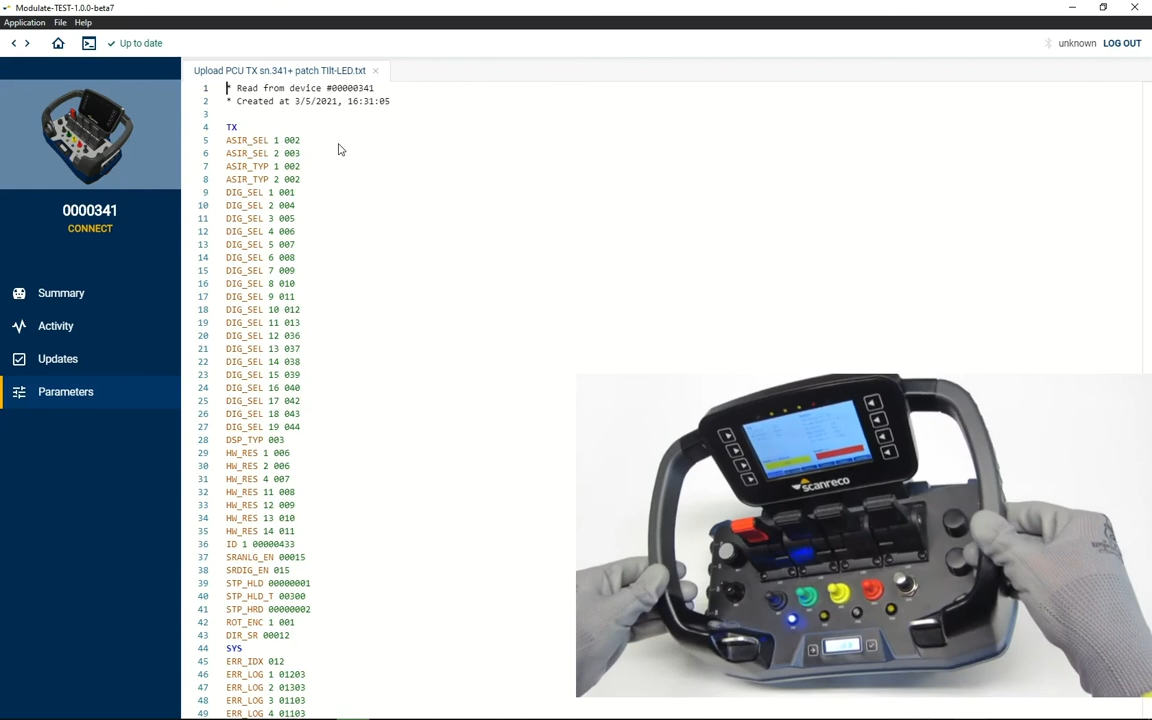 Modulate-TEST-1.0.0-beta7
Application File Help
Up to date
unknown LOG OUT
Upload PCU TX sn.341+ patch TIlt-LED.txt ×
1 * Read from device #00000341
2 * Created at 3/5/2021, 16:31:05
3
4 TX
5 ASIR_SEL 1 002
6 ASIR_SEL 2 003
7 ASIR_TYP 1 002
8 ASIR_TYP 2 002
9 DIG_SEL 1 001
10 DIG_SEL 2 004
11 DIG_SEL 3 005
12 DIG_SEL 4 006
13 DIG_SEL 5 007
14 DIG_SEL 6 008
15 DIG_SEL 7 009
16 DIG_SEL 8 010
17 DIG_SEL 9 011
18 DIG_SEL 10 012
19 DIG_SEL 11 013
20 DIG_SEL 12 036
21 DIG_SEL 13 037
22 DIG_SEL 14 038
23 DIG_SEL 15 039
24 DIG_SEL 16 040
25 DIG_SEL 17 042
26 DIG_SEL 18 043
27 DIG_SEL 19 044
28 DSP_TYP 003
29 HW_RES 1 006
30 HW_RES 2 006
31 HW_RES 4 007
32 HW_RES 11 008
33 HW_RES 12 009
34 HW_RES 13 010
35 HW_RES 14 011
36 ID 1 00000433
37 SRANLG_EN 00015
38 SRDIG_EN 015
39 STP_HLD 00000001
40 STP_HLD_T 00300
41 STP_HRD 00000002
42 ROT_ENC 1 001
43 DIR_SR 00012
44 SYS
45 ERR_IDX 012
46 ERR_LOG 1 01203
47 ERR_LOG 2 01303
48 ERR_LOG 3 01103
49 ERR_LOG 4 01103
0000341
CONNECT
Summary
Activity
Updates
Parameters
scanreco